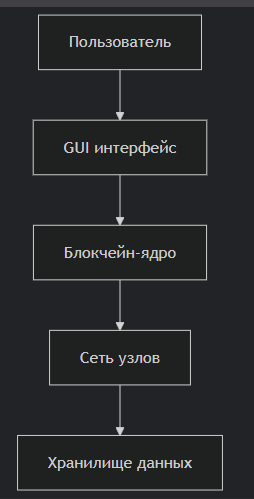 Пользователь
GUI интерфейс
Блокчейн-ядро
Сеть узлов
Хранилище данных